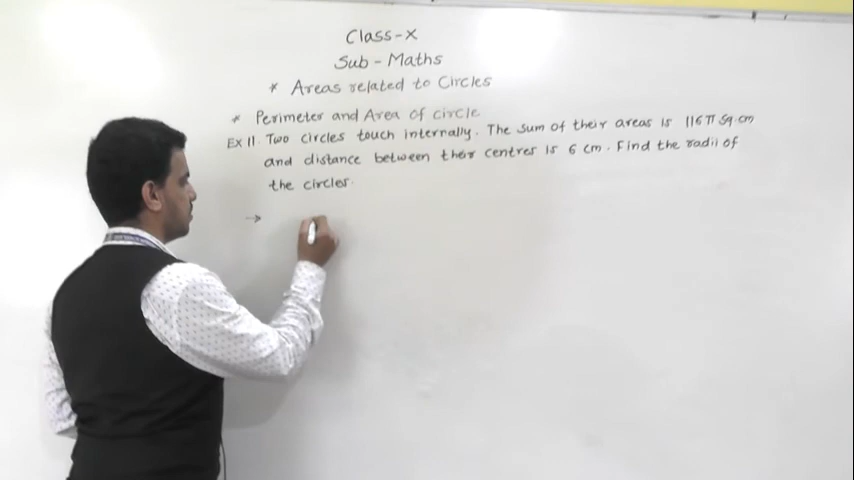 Class-X
Sub - Maths
* Areas related to Circles
* Perimeter and Area of circle
EX 11. Two circles touch internally. The sum of their areas is 116 π sq.cm
and distance between their centres is 6 cm. Find the radii of
the circles.
→